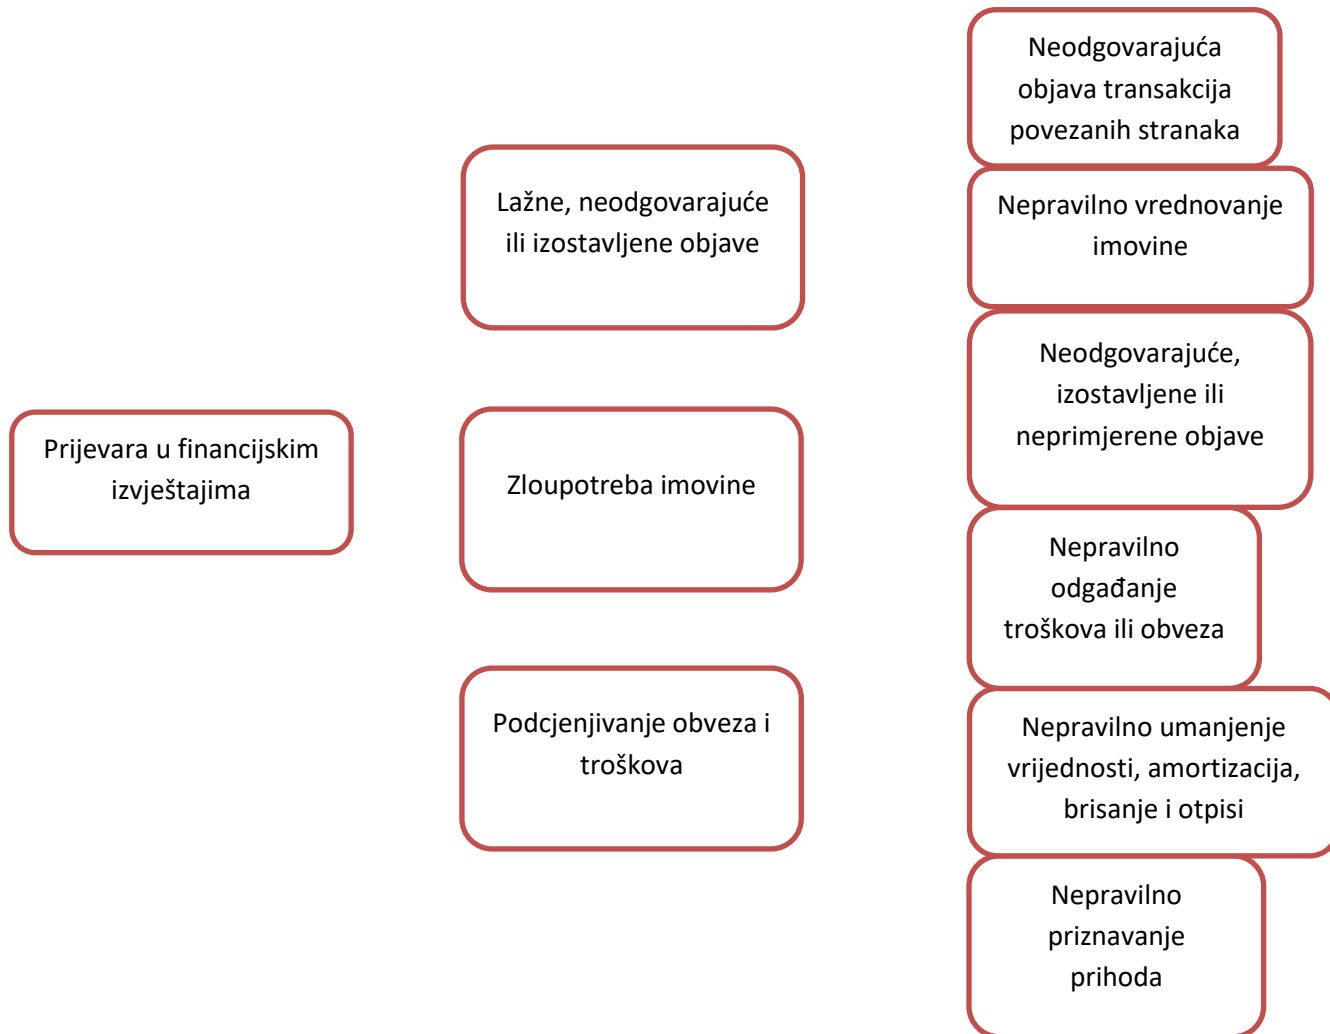 Prijevara u financijskim
izvještajima
Lažne, neodgovarajuće
ili izostavljene objave
Zloupotreba imovine
Podcjenjivanje obveza i
troškova
Neodgovarajuća
objava transakcija
povezanih stranaka
Nepravilno vrednovanje
imovine
Neodgovarajuće,
izostavljene ili
neprimjerene objave
Nepravilno
odgađanje
troškova ili obveza
Nepravilno umanjenje
vrijednosti, amortizacija,
brisanje i otpisi
Nepravilno
priznavanje
prihoda